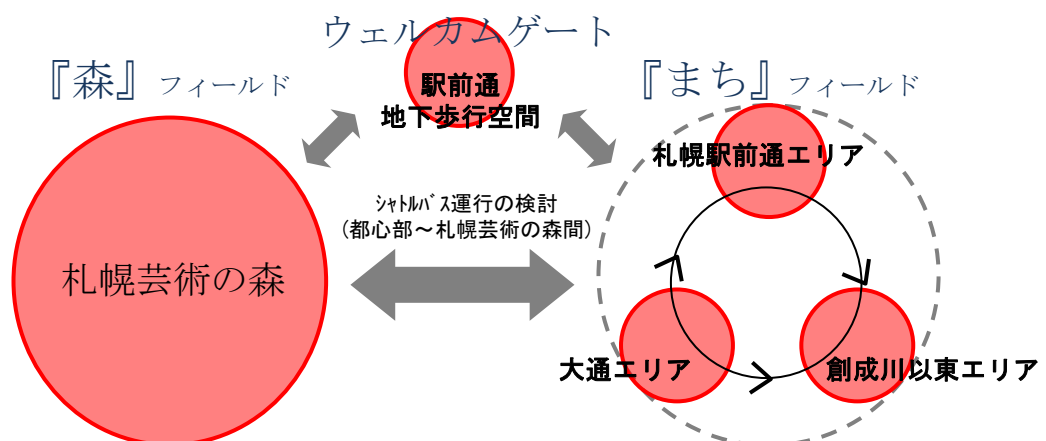 ウェルカムゲート
『森』フィールド
駅前通
地下歩行空間
『まち』フィールド
札幌駅前通エリア
ｼｬﾄﾙﾊﾞｽ運行の検討
(都心部～札幌芸術の森間)
札幌芸術の森
大通エリア
創成川以東エリア